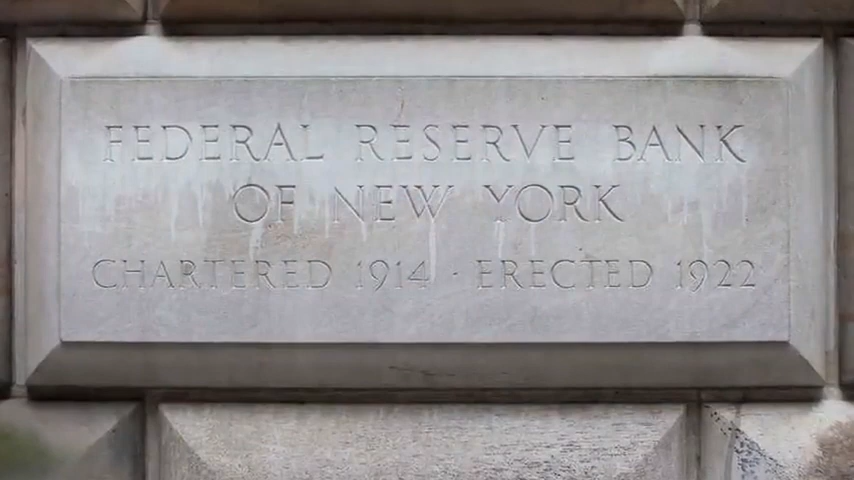 FEDERAL RESERVE BANK
OF NEW YORK
CHARTERED 1914 · ERECTED 1922